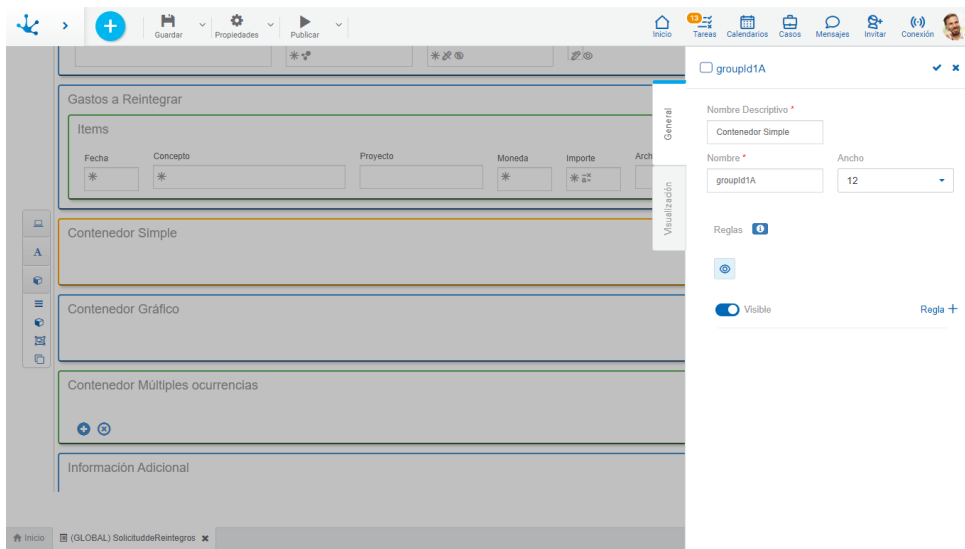 Guardar
Propiedades
Publicar
Inicio
13
Tareas
Calendarios
Casos
Mensajes
Invitar
Conexión
Gastos a Reintegrar
Items
Fecha
Concepto
Proyecto
Moneda
Importe
Arch
Contenedor Simple
Contenedor Gráfico
Contenedor Múltiples ocurrencias
Información Adicional
A
General
Visualización
groupId1A
Nombre Descriptivo *
Contenedor Simple
Nombre *
Ancho
groupId1A
12
Reglas
Visible
Regla +
Inicio
(GLOBAL) SolicituddeReintegros